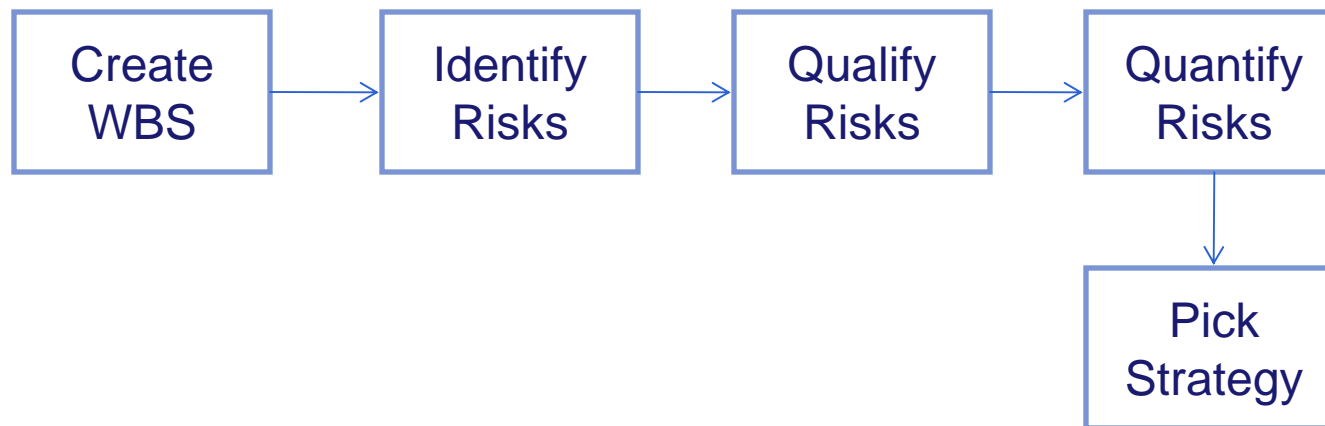 Create
WBS
Identify
Risks
Qualify
Risks
Quantify
Risks
Pick
Strategy